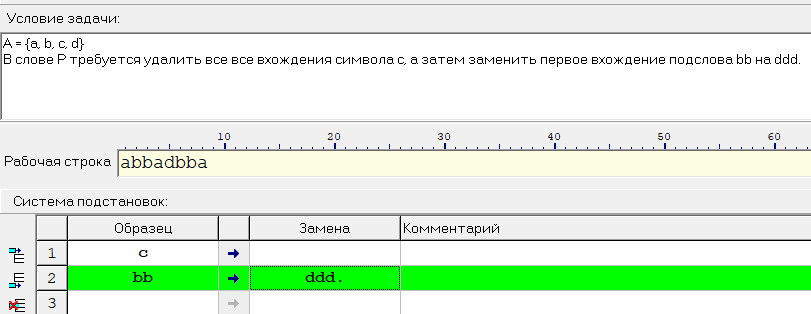 Условие задачи:
A = {a, b, c, d}
В слове P требуется удалить все все вхождения символа c, а затем заменить первое вхождение подслова bb на ddd.
10 20 30 40 50 60
Рабочая строка abbadbba
Система подстановок:
Образец Замена Комментарий
1 c ➔
2 bb ➔ ddd.
3 ➔